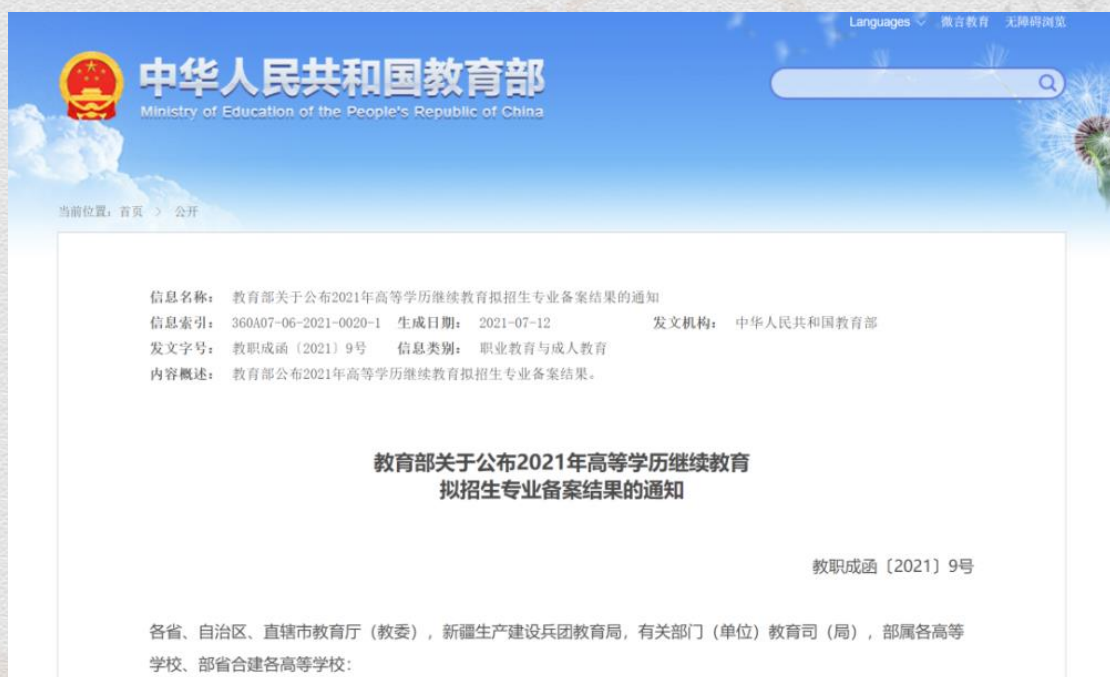 Languages 微言教育 无障碍浏览
中华人民共和国教育部
Ministry of Education of the People's Republic of China
当前位置：首页 > 公开
信息名称： 教育部关于公布2021年高等学历继续教育拟招生专业备案结果的通知
信息索引： 360A07-06-2021-0020-1 生成日期： 2021-07-12 发文机构： 中华人民共和国教育部
发文字号： 教职成函〔2021〕9号 信息类别： 职业教育与成人教育
内容概述： 教育部公布2021年高等学历继续教育拟招生专业备案结果。
教育部关于公布2021年高等学历继续教育
拟招生专业备案结果的通知
教职成函〔2021〕9号
各省、自治区、直辖市教育厅（教委），新疆生产建设兵团教育局，有关部门（单位）教育司（局），部属各高等
学校、部省合建各高等学校：